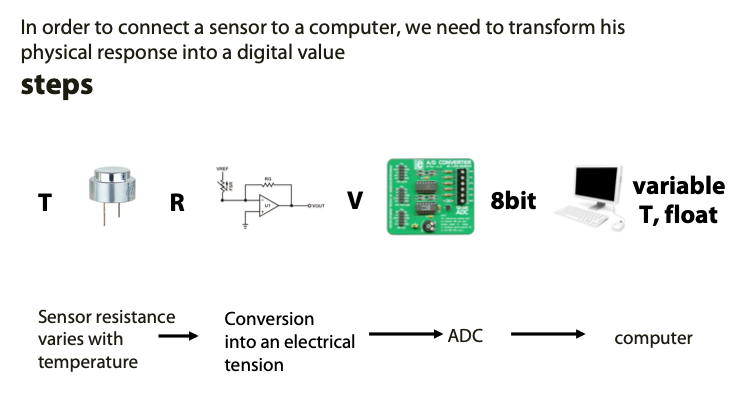 In order to connect a sensor to a computer, we need to transform his
physical response into a digital value
steps
T
R
VREF
FSR
RG
U1
VOUT
V
A/D CONVERTER
ADC
8bit
variable
T, float
Sensor resistance
varies with
temperature
Conversion
into an electrical
tension
ADC
computer